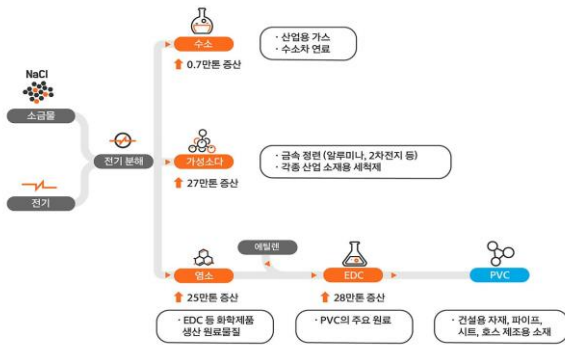 NaCl
소금물
전기
전기 분해
수소
0.7만톤 증산
· 산업용 가스
· 수소차 연료
가성소다
27만톤 증산
· 금속 정련 (알루미나, 2차전지 등)
· 각종 산업 소재용 세척제
염소
25만톤 증산
· EDC 등 화학제품
생산 원료물질
에틸렌
EDC
28만톤 증산
· PVC의 주요 원료
PVC
· 건설용 자재, 파이프,
시트, 호스 제조용 소재